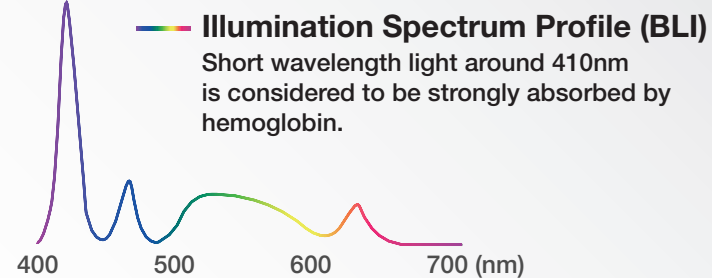 Illumination Spectrum Profile (BLI)
Short wavelength light around 410nm
is considered to be strongly absorbed by
hemoglobin.
400 500 600 700 (nm)